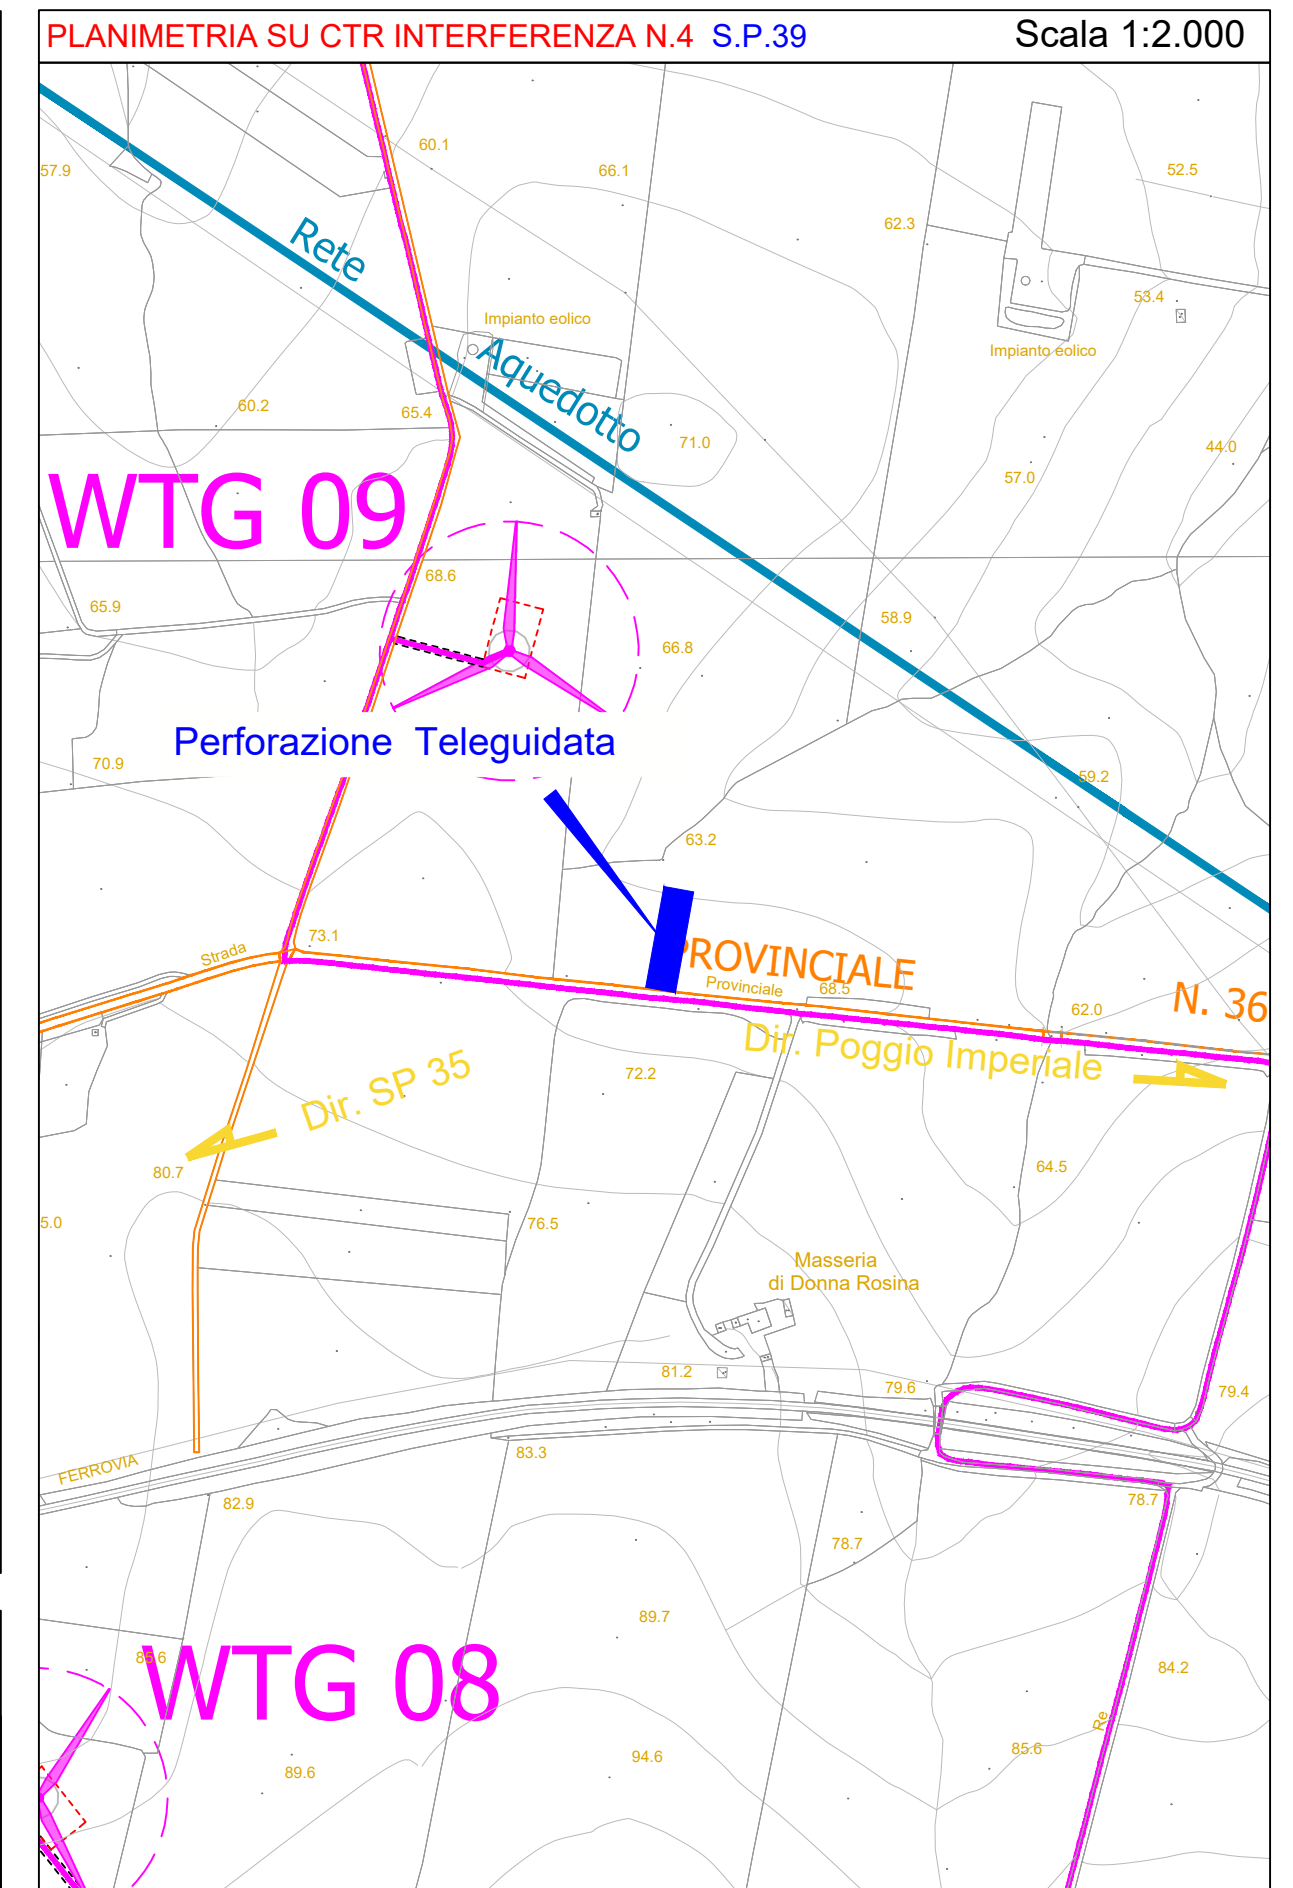 PLANIMETRIA SU CTR INTERFERENZA N.4 S.P.39 Scala 1:2.000
60.1
57.9
66.1
52.5
62.3
Rete
53.4
Impianto eolico
Impianto eolico
Aquedotto
60.2
65.4
71.0
44.0
57.0
WTG 09
68.6
65.9
58.9
66.8
Perforazione Teleguidata
70.9
59.2
63.2
73.1
Strada
PROVINCIALE
Provinciale
68.5
62.0
N. 36
Dir. Poggio Imperiale
Dir. SP 35
72.2
80.7
64.5
5.0
76.5
Masseria
di Donna Rosina
81.2
79.6
79.4
83.3
FERROVIA
82.9
78.7
78.7
89.7
85.6
WTG 08
84.2
Re
85.6
94.6
89.6